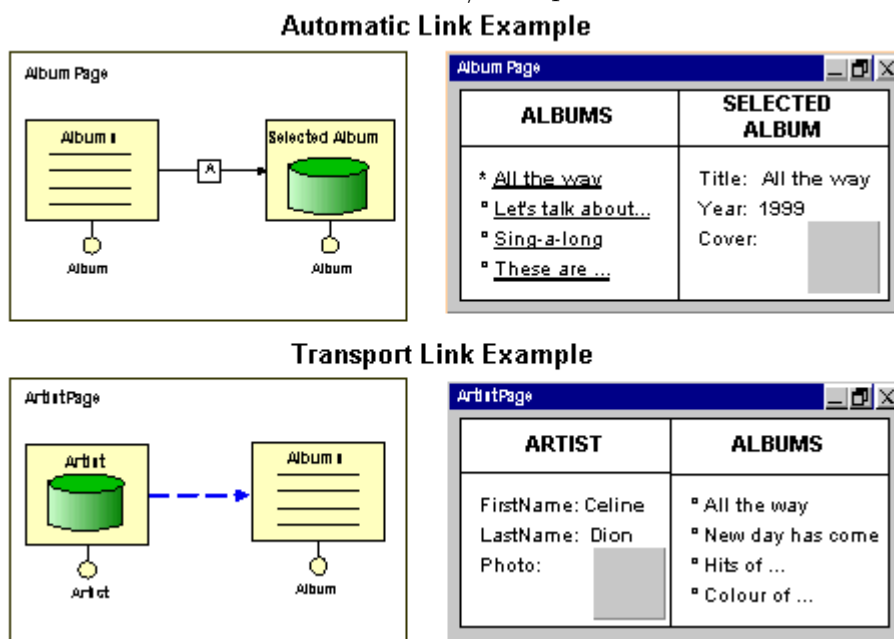 Automatic Link Example
Album Page
Albums
Selected Album
A
Album
Album
Album Page
ALBUMS
SELECTED
ALBUM
* All the way
Let's talk about...
Sing-a-long
These are ...
Title: All the way
Year: 1999
Cover:
Transport Link Example
ArtistPage
Artist
Albums
Artist
Album
ArtistPage
ARTIST
ALBUMS
FirstName: Celine
LastName: Dion
Photo:
All the way
New day has come
Hits of ...
Colour of ...